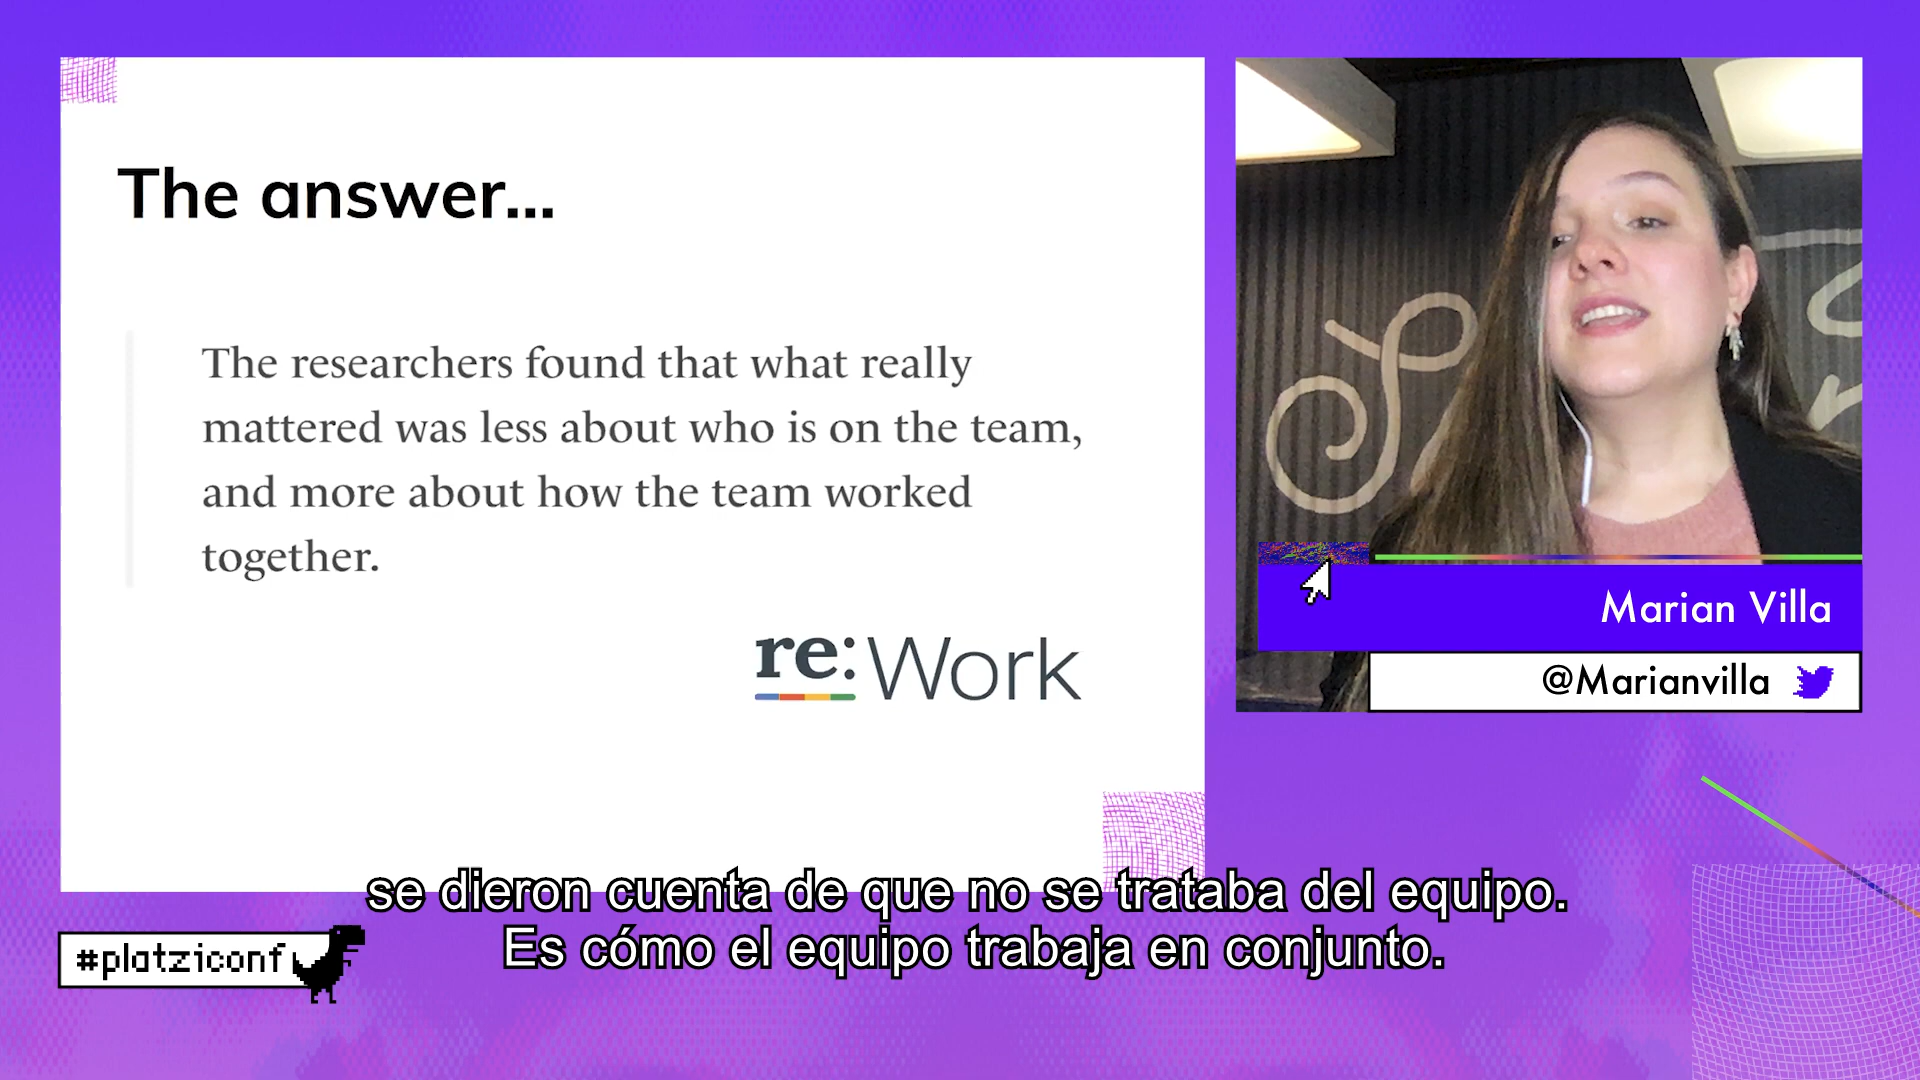 The answer...
The researchers found that what really
mattered was less about who is on the team,
and more about how the team worked
together.
re:Work
Marian Villa
@Marianvilla
se dieron cuenta de que no se trataba del equipo.
Es cómo el equipo trabaja en conjunto.
#platziconf